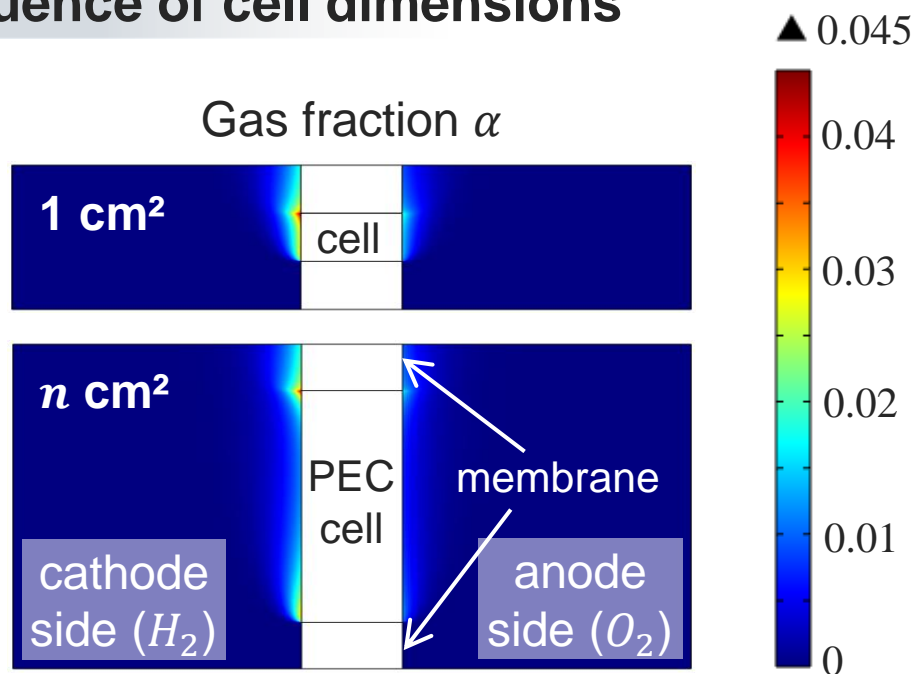 of cell dimensions
▲ 0.045
Gas fraction α
0.04
1 cm²
cell
0.03
n cm²
0.02
PEC
cell
membrane
0.01
cathode
side (H₂)
anode
side (O₂)
0